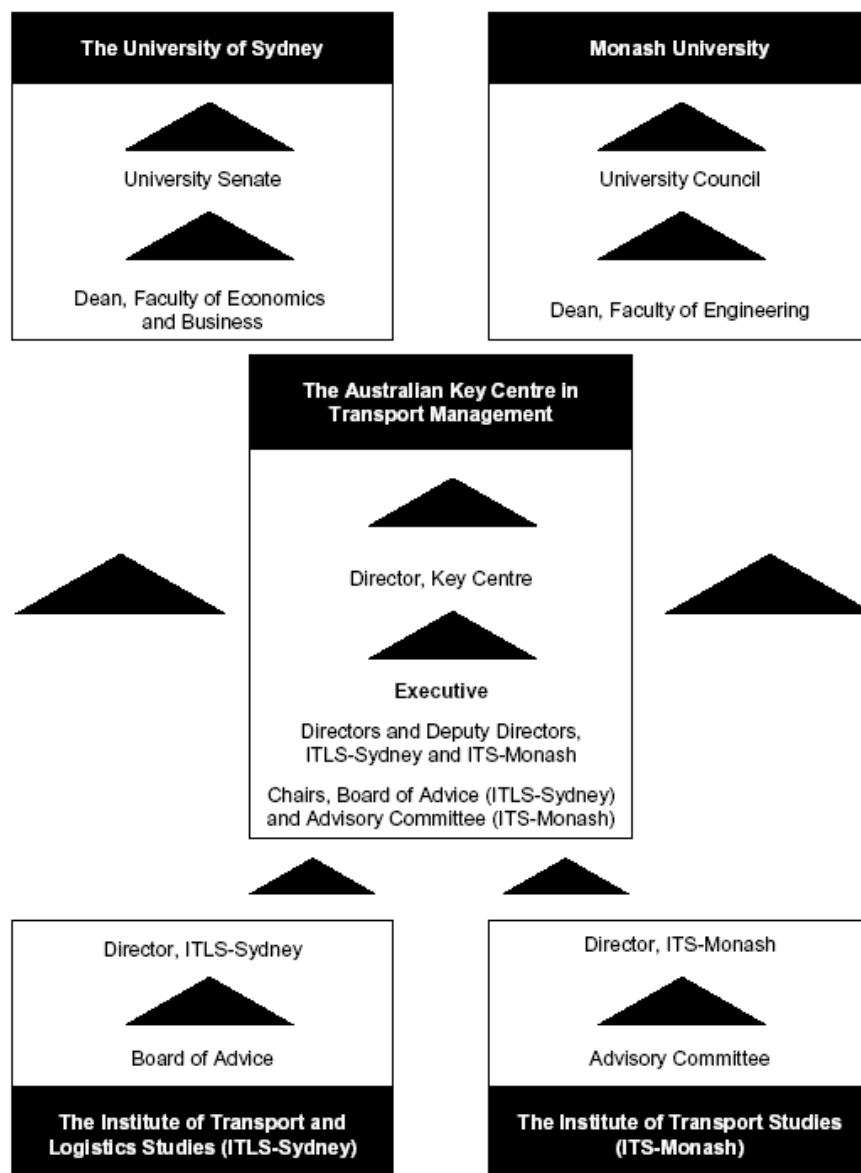 The University of Sydney
University Senate
Dean, Faculty of Economics
and Business
Monash University
University Council
Dean, Faculty of Engineering
The Australian Key Centre in
Transport Management
Director, Key Centre
Executive
Directors and Deputy Directors,
ITLS-Sydney and ITS-Monash
Chairs, Board of Advice (ITLS-Sydney)
and Advisory Committee (ITS-Monash)
Director, ITLS-Sydney
Board of Advice
The Institute of Transport and
Logistics Studies (ITLS-Sydney)
Director, ITS-Monash
Advisory Committee
The Institute of Transport Studies
(ITS-Monash)